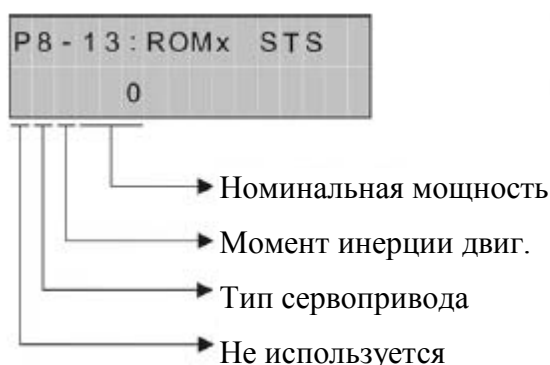 P8-13:ROMx STS
0
Номинальная мощность
Момент инерции двиг.
Тип сервопривода
Не используется